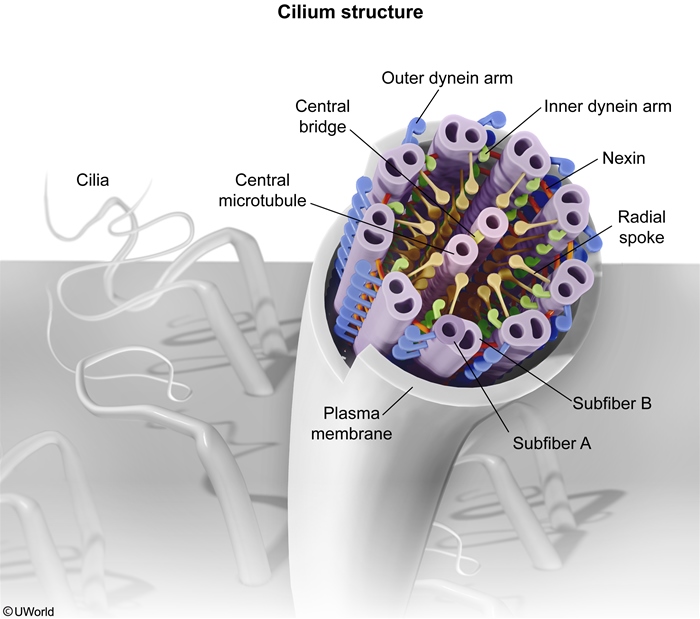 Cilium structure
Outer dynein arm
Central
bridge
Inner dynein arm
Nexin
Cilia
Central
microtubule
Radial
spoke
Plasma
membrane
Subfiber B
Subfiber A
©UWorld